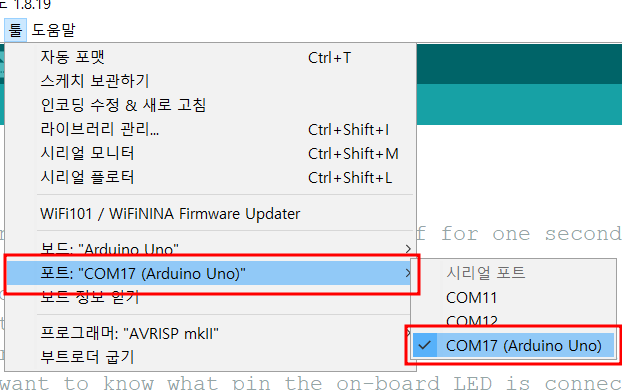 1.8.19
툴 도움말
자동 포맷 Ctrl+T
스케치 보관하기
인코딩 수정 & 새로 고침
라이브러리 관리... Ctrl+Shift+I
시리얼 모니터 Ctrl+Shift+M
시리얼 플로터 Ctrl+Shift+L
WiFi101 / WiFiNINA Firmware Updater
f for one second
보드: "Arduino Uno"
포트: "COM17 (Arduino Uno)"
시리얼 포트
보드 정보 얻기
COM11
COM12
프로그래머: "AVRISP mkII"
COM17 (Arduino Uno)
부트로더 굽기
want to know what pin the on-board LED is connec